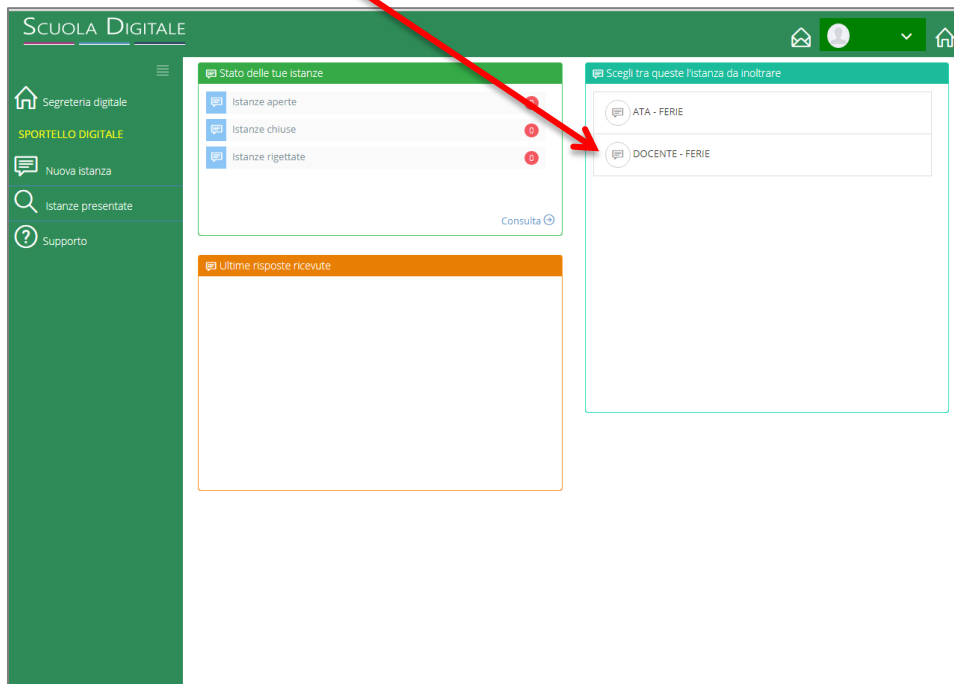 SCUOLA DIGITALE
Segreteria digitale
SPORTELLO DIGITALE
Nuova istanza
Istanze presentate
Supporto
Stato delle tue istanze
Istanze aperte
Istanze chiuse
0
Istanze rigettate
0
Consulta
Ultime risposte ricevute
Scegli tra queste l'istanza da inoltrare
ATA - FERIE
DOCENTE - FERIE